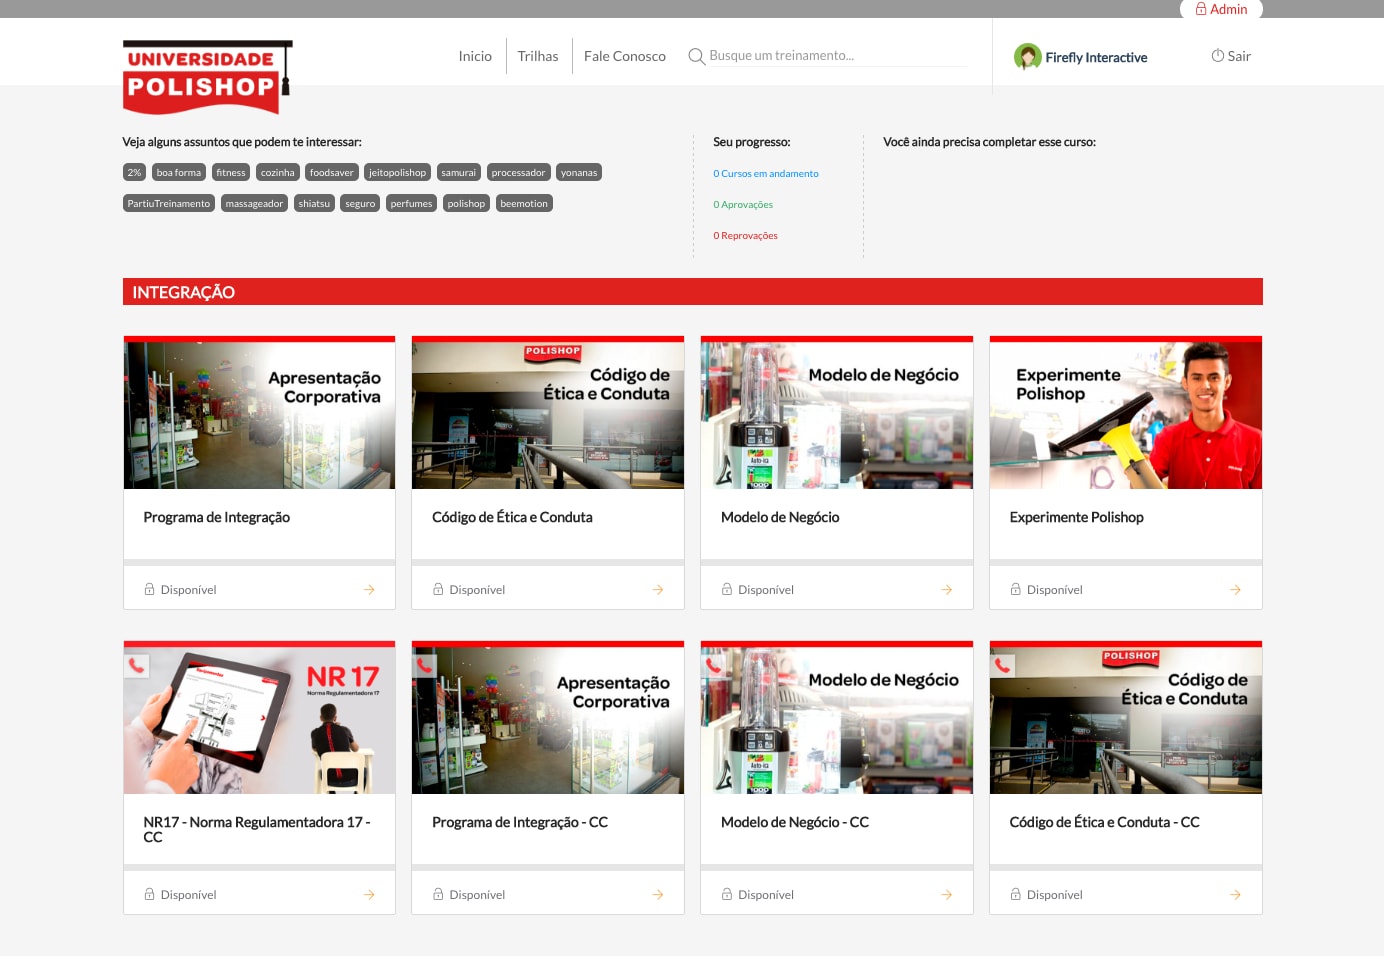 Admin
UNIVERSIDADE
POLISHOP
Inicio
Trilhas
Fale Conosco
Busque um treinamento...
Firefly Interactive
Sair
Veja alguns assuntos que podem te interessar:
2% boa forma fitness cozinha foodsaver jeitopolishop samurai processador yonanas
PartiuTreinamento massageador shiatsu seguro perfumes polishop beemotion
Seu progresso:
0 Cursos em andamento
0 Aprovações
0 Reprovações
Você ainda precisa completar esse curso:
INTEGRAÇÃO
Apresentação
Corporativa
Programa de Integração
Disponível
POLISHOP
Código de
Ética e Conduta
Código de Ética e Conduta
Disponível
Modelo de Negócio
Auto-iQ
1000
Modelo de Negócio
Disponível
Experimente
Polishop
Experimente Polishop
Disponível
NR 17
Norma Regulamentadora 17
NR17 - Norma Regulamentadora 17 -
CC
Disponível
Apresentação
Corporativa
Programa de Integração - CC
Disponível
Modelo de Negócio
Auto-iQ
1000
Modelo de Negócio - CC
Disponível
POLISHOP
Código de
Ética e Conduta
Código de Ética e Conduta - CC
Disponível